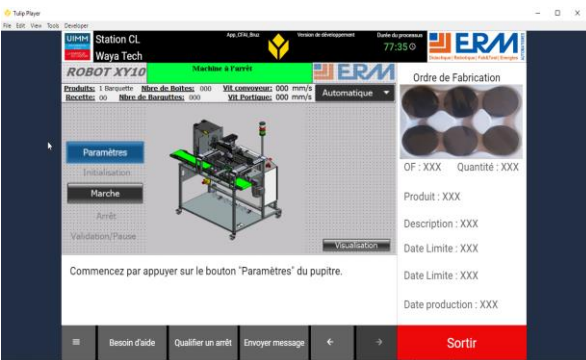 Tulip Player
File Edit View Tools Developer
UIMM
Station CL
Waya Tech
App_CFAI_Bruz
Version de développement
Durée du processus
77:35
ERM
ROBOT XY10
Machine à l'arrêt
ERM
Produits: 1 Barquette Nbre de Boites: 000 Vit convoyeur: 000 mm/s
Recette: 00 Nbre de Barquettes: 000 Vit Portique: 000 mm/s
Automatique
Paramètres
Initialisation
Marche
Arrêt
Validation/Pause
Visualisation
Commencez par appuyer sur le bouton "Paramètres" du pupitre.
Ordre de Fabrication
OF : XXX Quantité : XXX
Produit : XXX
Description : XXX
Date Limite : XXX
Date Limite : XXX
Date production : XXX
Besoin d'aide
Qualifier un arrêt
Envoyer message
Sortir